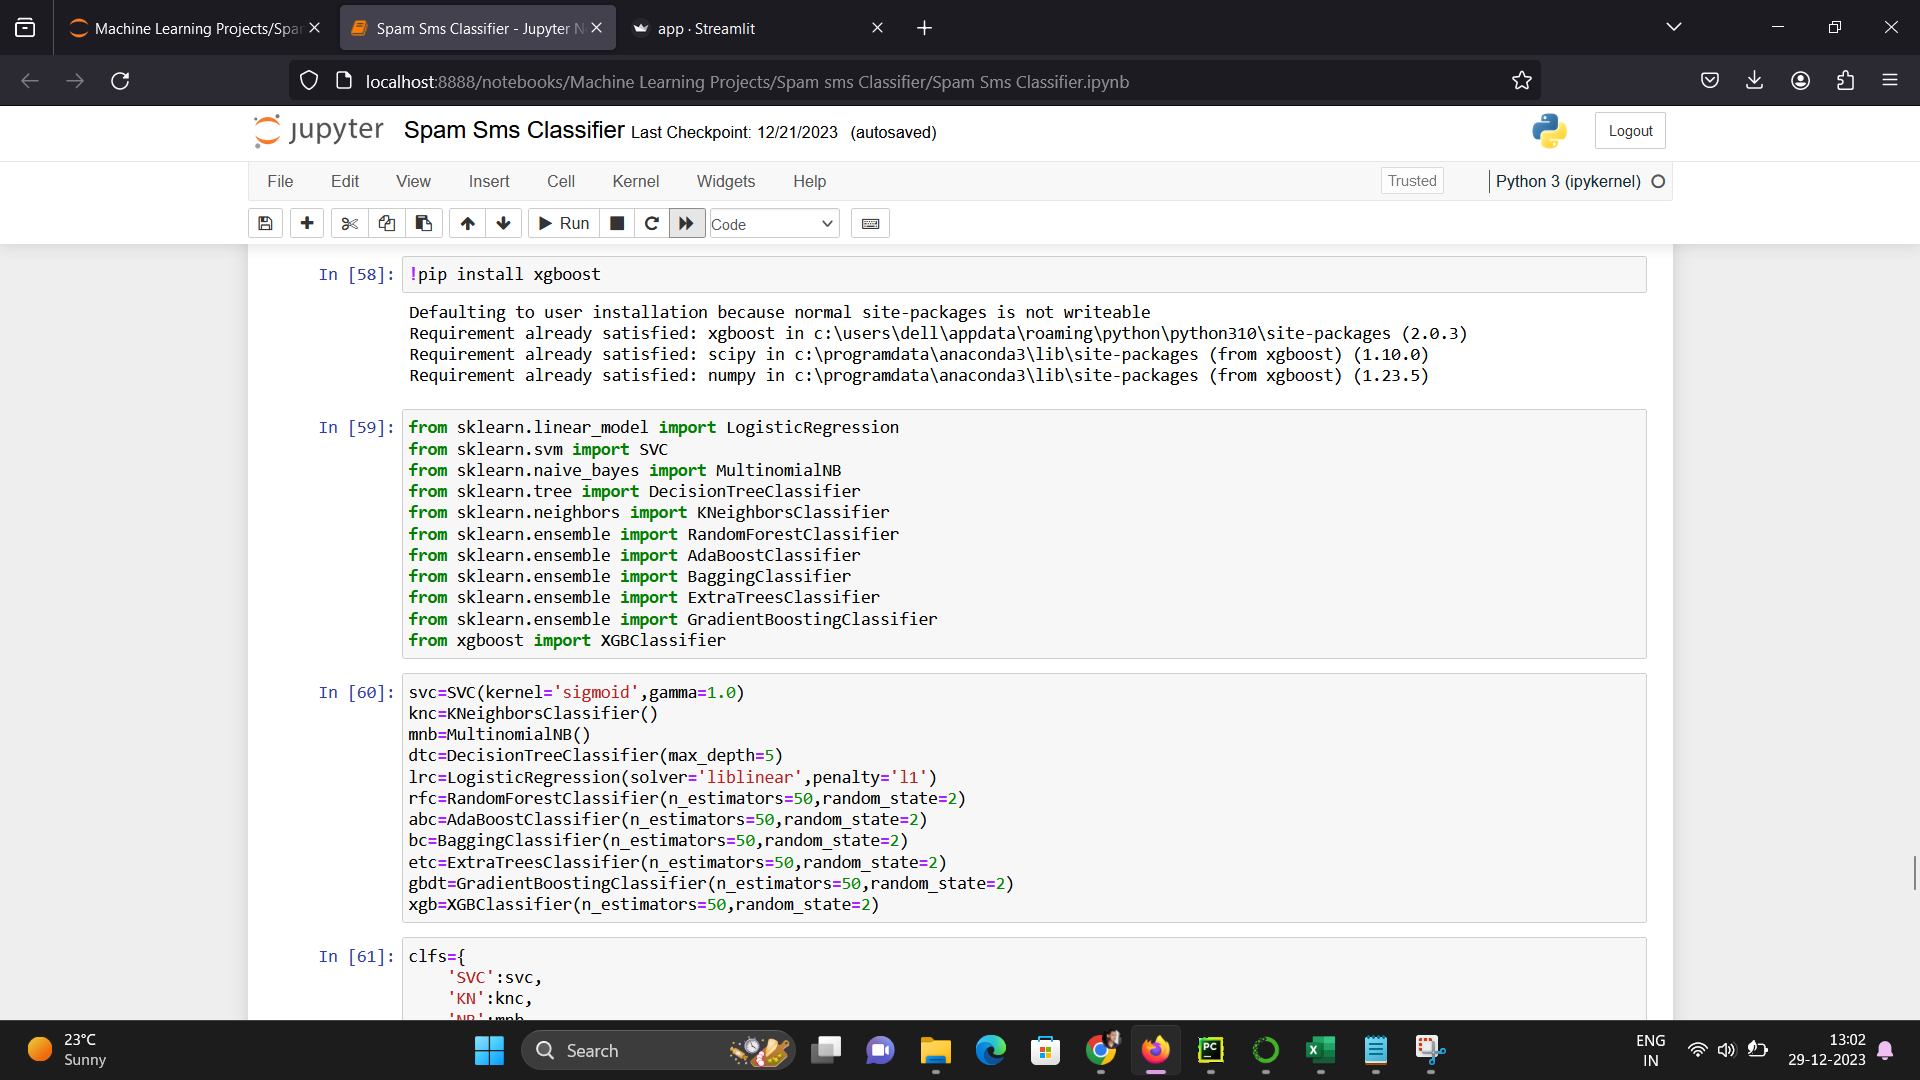 Machine Learning Projects/Spar
Spam Sms Classifier - Jupyter N
app · Streamlit
localhost:8888/notebooks/Machine Learning Projects/Spam sms Classifier/Spam Sms Classifier.ipynb
jupyter Spam Sms Classifier Last Checkpoint: 12/21/2023 (autosaved)
Logout
File Edit View Insert Cell Kernel Widgets Help
Trusted
Python 3 (ipykernel)
Run
Code
In [58]: !pip install xgboost
Defaulting to user installation because normal site-packages is not writeable
Requirement already satisfied: xgboost in c:\users\dell\appdata\roaming\python\python310\site-packages (2.0.3)
Requirement already satisfied: scipy in c:\programdata\anaconda3\lib\site-packages (from xgboost) (1.10.0)
Requirement already satisfied: numpy in c:\programdata\anaconda3\lib\site-packages (from xgboost) (1.23.5)
In [59]: from sklearn.linear_model import LogisticRegression
from sklearn.svm import SVC
from sklearn.naive_bayes import MultinomialNB
from sklearn.tree import DecisionTreeClassifier
from sklearn.neighbors import KNeighborsClassifier
from sklearn.ensemble import RandomForestClassifier
from sklearn.ensemble import AdaBoostClassifier
from sklearn.ensemble import BaggingClassifier
from sklearn.ensemble import ExtraTreesClassifier
from sklearn.ensemble import GradientBoostingClassifier
from xgboost import XGBClassifier
In [60]: svc=SVC(kernel='sigmoid',gamma=1.0)
knc=KNeighborsClassifier()
mnb=MultinomialNB()
dtc=DecisionTreeClassifier(max_depth=5)
lrc=LogisticRegression(solver='liblinear',penalty='l1')
rfc=RandomForestClassifier(n_estimators=50,random_state=2)
abc=AdaBoostClassifier(n_estimators=50,random_state=2)
bc=BaggingClassifier(n_estimators=50,random_state=2)
etc=ExtraTreesClassifier(n_estimators=50,random_state=2)
gbdt=GradientBoostingClassifier(n_estimators=50,random_state=2)
xgb=XGBClassifier(n_estimators=50,random_state=2)
In [61]: clfs={
'SVC':svc,
'KN':knc,
'NB':mnb,
23°C
Sunny
Search
PC
ENG
IN
13:02
29-12-2023